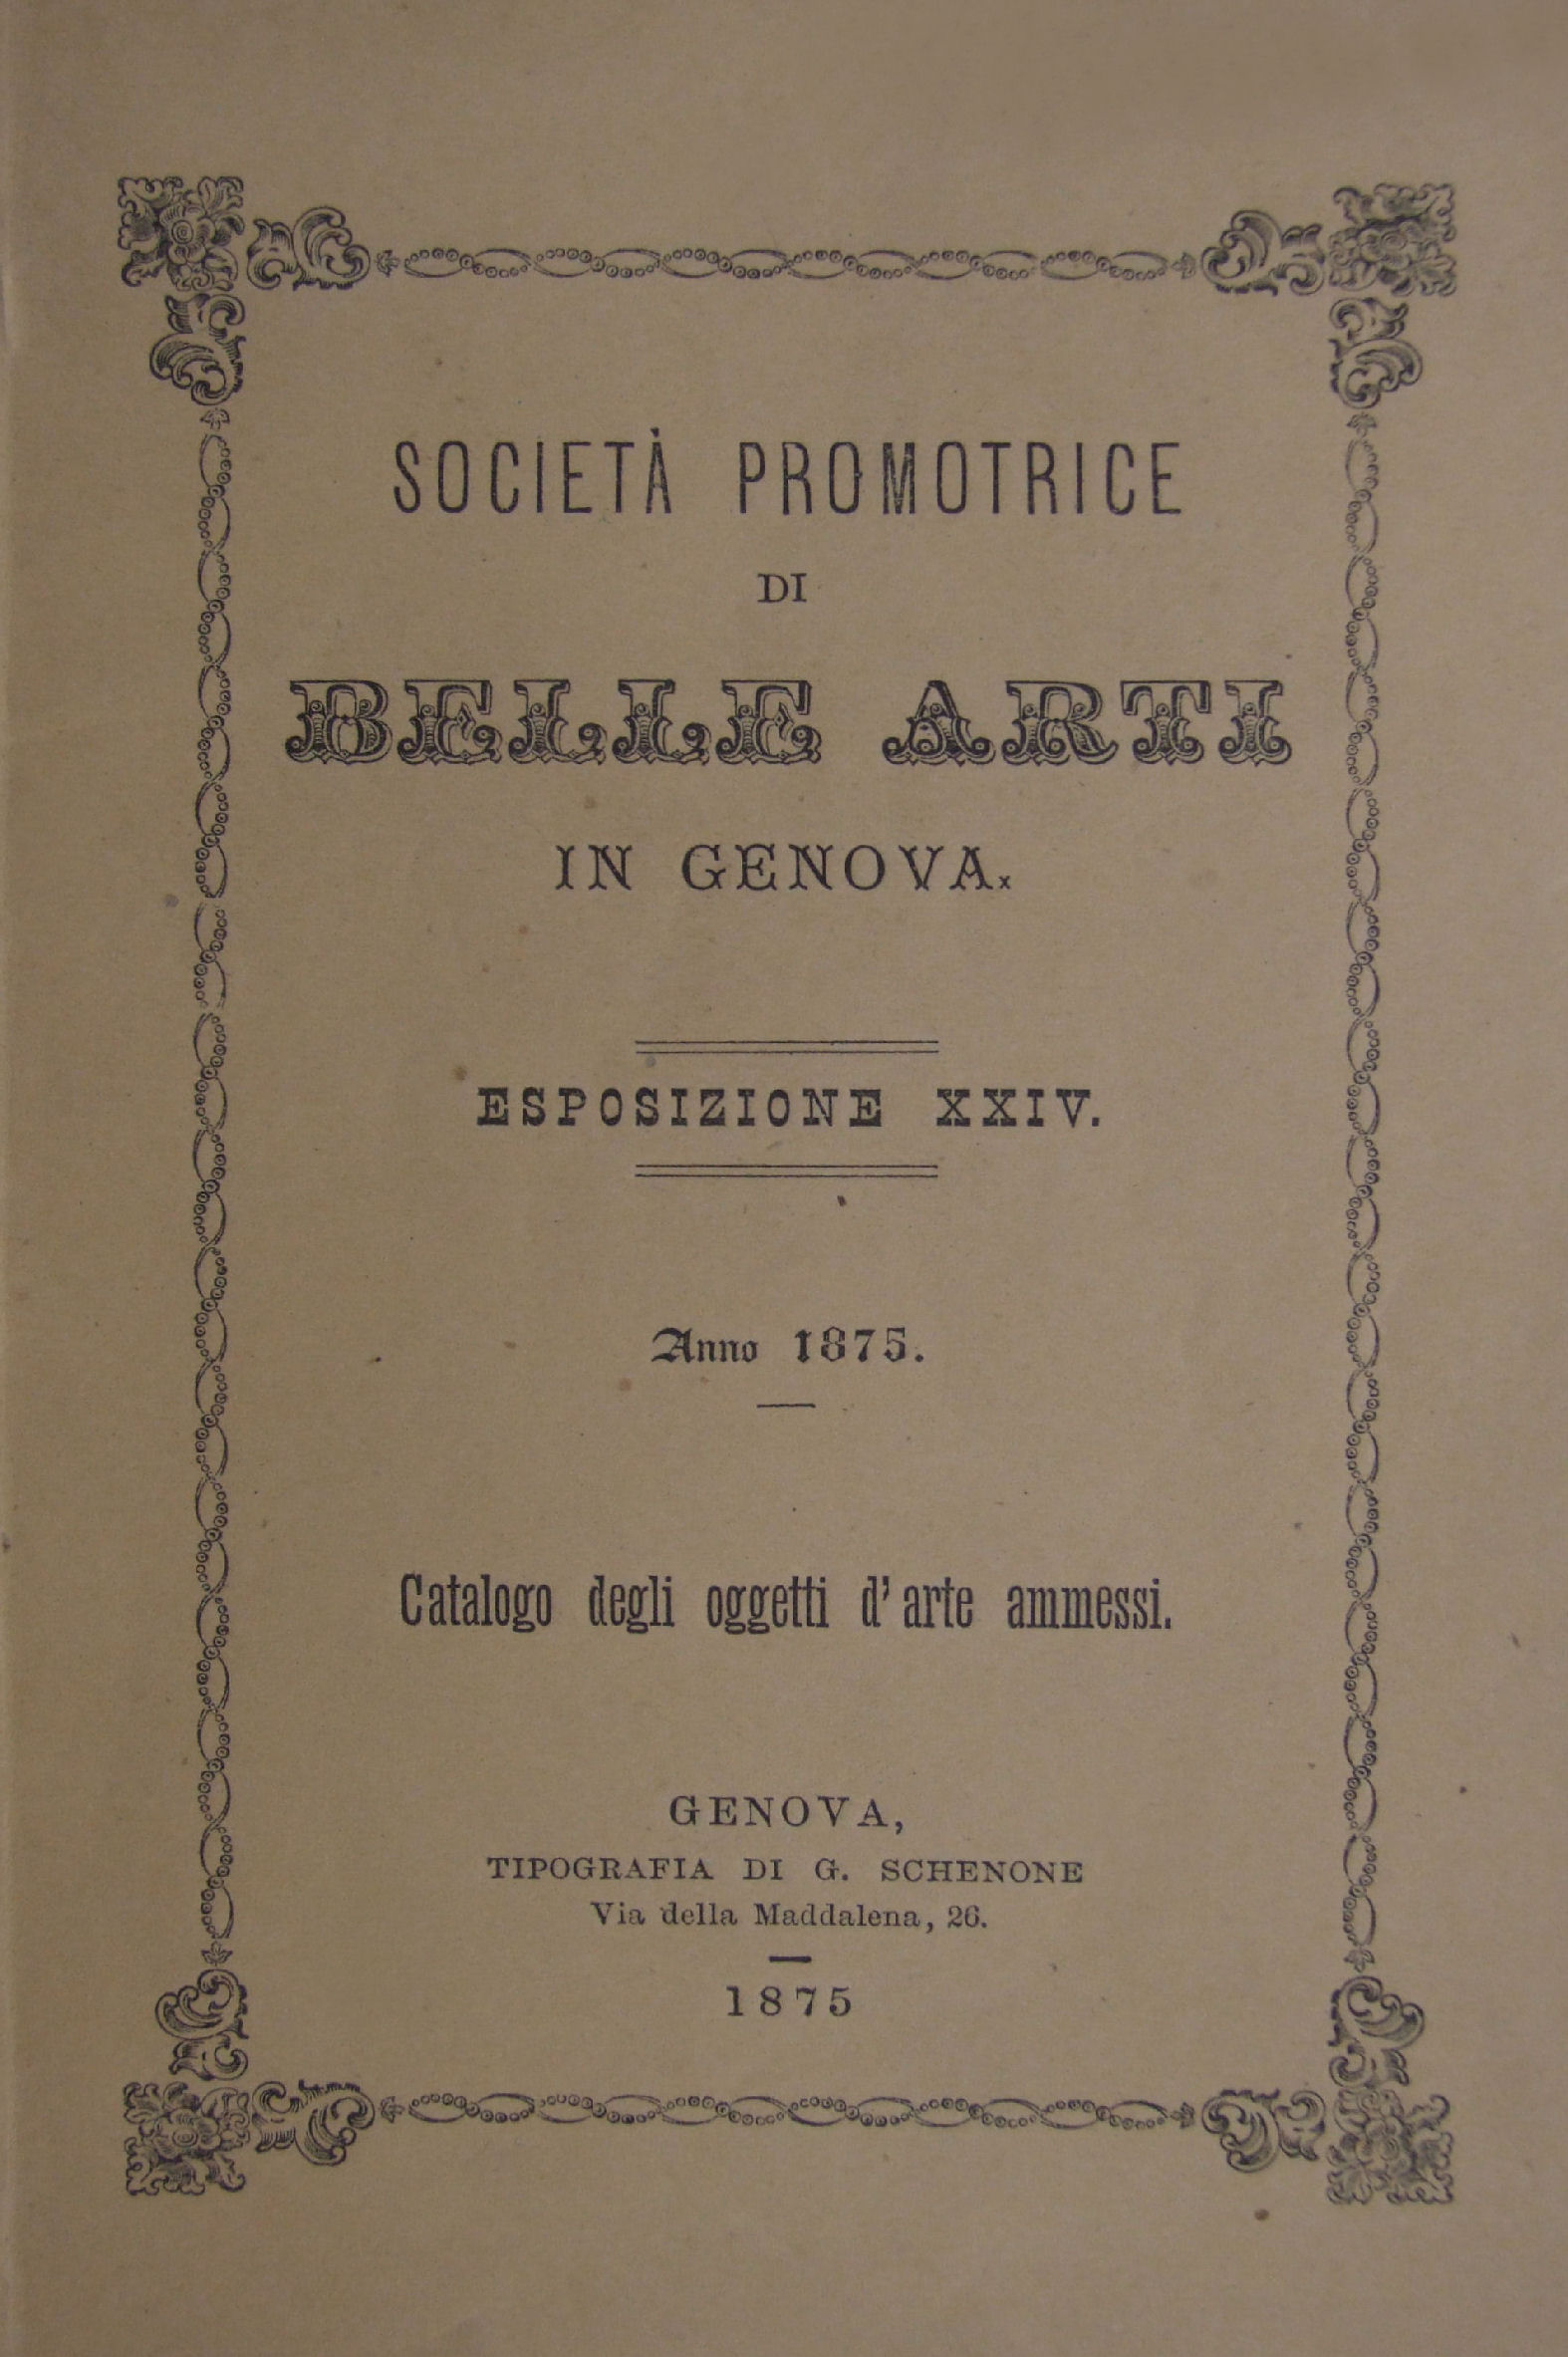 SOCIETÀ PROMOTRICE
DI
BELLE ARTI
IN GENOVA.
ESPOSIZIONE XXIV.
Anno 1875.
Catalogo degli oggetti d' arte ammessi.
GENOVA,
TIPOGRAFIA DI G. SCHENONE
Via della Maddalena, 26.
1875